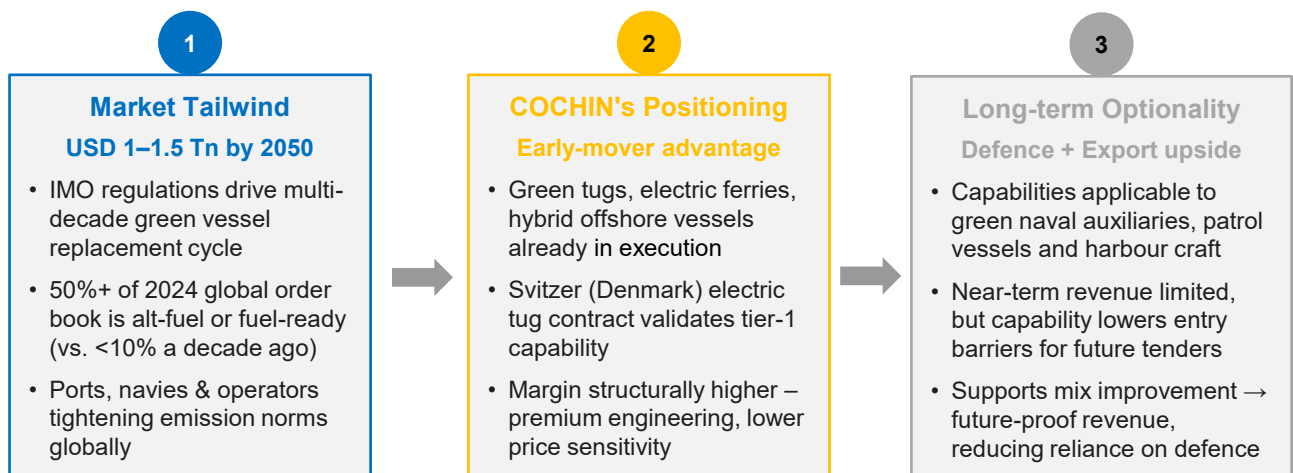 1
Market Tailwind
USD 1–1.5 Tn by 2050
• IMO regulations drive multi-
decade green vessel
replacement cycle
• 50%+ of 2024 global order
book is alt-fuel or fuel-ready
(vs. <10% a decade ago)
• Ports, navies & operators
tightening emission norms
globally
2
COCHIN's Positioning
Early-mover advantage
• Green tugs, electric ferries,
hybrid offshore vessels
already in execution
• Svitzer (Denmark) electric
tug contract validates tier-1
capability
• Margin structurally higher –
premium engineering, lower
price sensitivity
3
Long-term Optionality
Defence + Export upside
• Capabilities applicable to
green naval auxiliaries, patrol
vessels and harbour craft
• Near-term revenue limited,
but capability lowers entry
barriers for future tenders
• Supports mix improvement →
future-proof revenue,
reducing reliance on defence